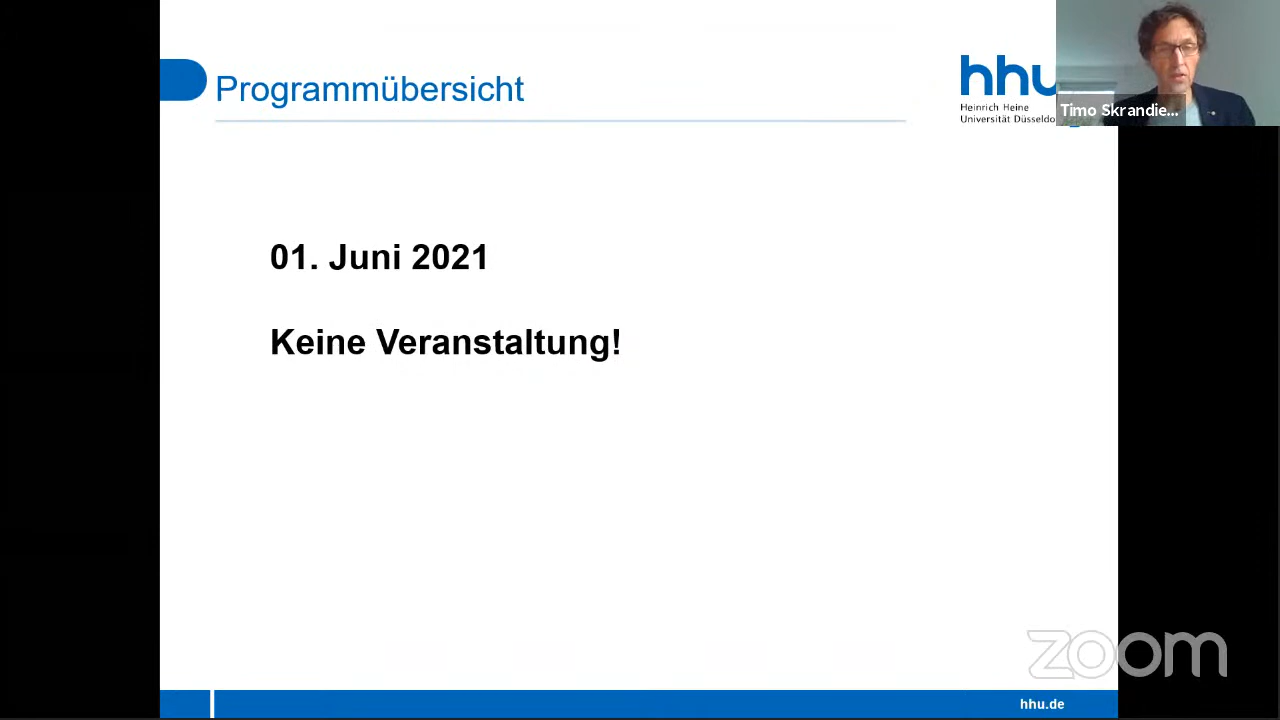 Programmübersicht
hhu
Heinrich Heine
Universität Düsseldo
Timo Skrandie...
01. Juni 2021
Keine Veranstaltung!
zoom
hhu.de